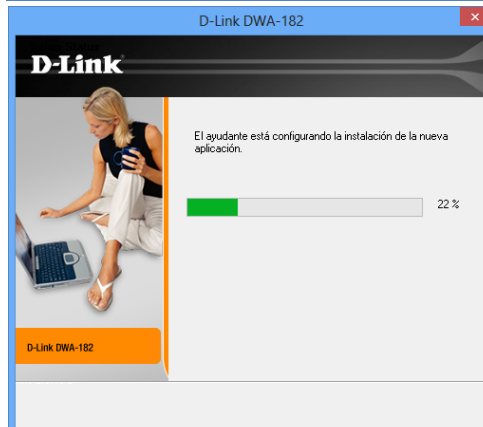 D-Link DWA-182
D-Link
El ayudante está configurando la instalación de la nueva
aplicación.
22 %
D-Link DWA-182